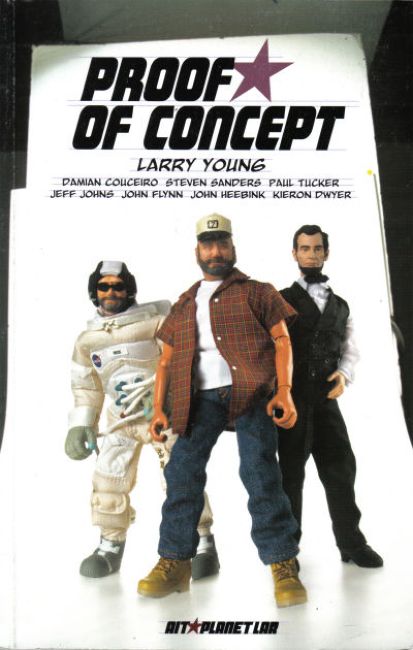 PROOF★
OF CONCEPT
LARRY YOUNG
DAMIAN COUCEIRO STEVEN SANDERS PAUL TUCKER
JEFF JOHNS JOHN FLYNN JOHN HEEBINK KIERON DWYER
AIT★PLANET LAR